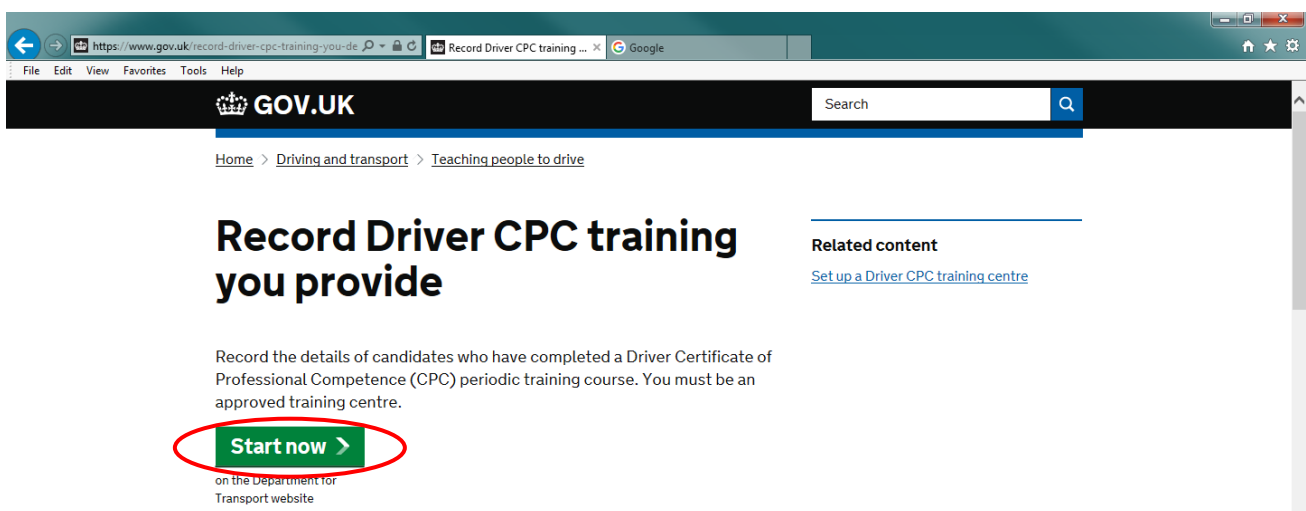 https://www.gov.uk/record-driver-cpc-training-you-de
Record Driver CPC training ...
Google
File Edit View Favorites Tools Help
GOV.UK
Search
Home > Driving and transport > Teaching people to drive
Record Driver CPC training
you provide
Related content
Set up a Driver CPC training centre
Record the details of candidates who have completed a Driver Certificate of
Professional Competence (CPC) periodic training course. You must be an
approved training centre.
Start now
on the Department for
Transport website